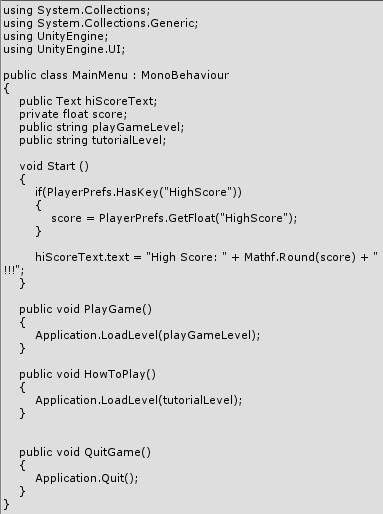 using System.Collections;
using System.Collections.Generic;
using UnityEngine;
using UnityEngine.UI;

public class MainMenu : MonoBehaviour
{
    public Text hiScoreText;
    private float score;
    public string playGameLevel;
    public string tutorialLevel;

    void Start ()
    {
        if(PlayerPrefs.HasKey("HighScore"))
        {
            score = PlayerPrefs.GetFloat("HighScore");
        }

        hiScoreText.text = "High Score: " + Mathf.Round(score) + "
!!!";
    }

    public void PlayGame()
    {
        Application.LoadLevel(playGameLevel);
    }

    public void HowToPlay()
    {
        Application.LoadLevel(tutorialLevel);
    }


    public void QuitGame()
    {
        Application.Quit();
    }
}